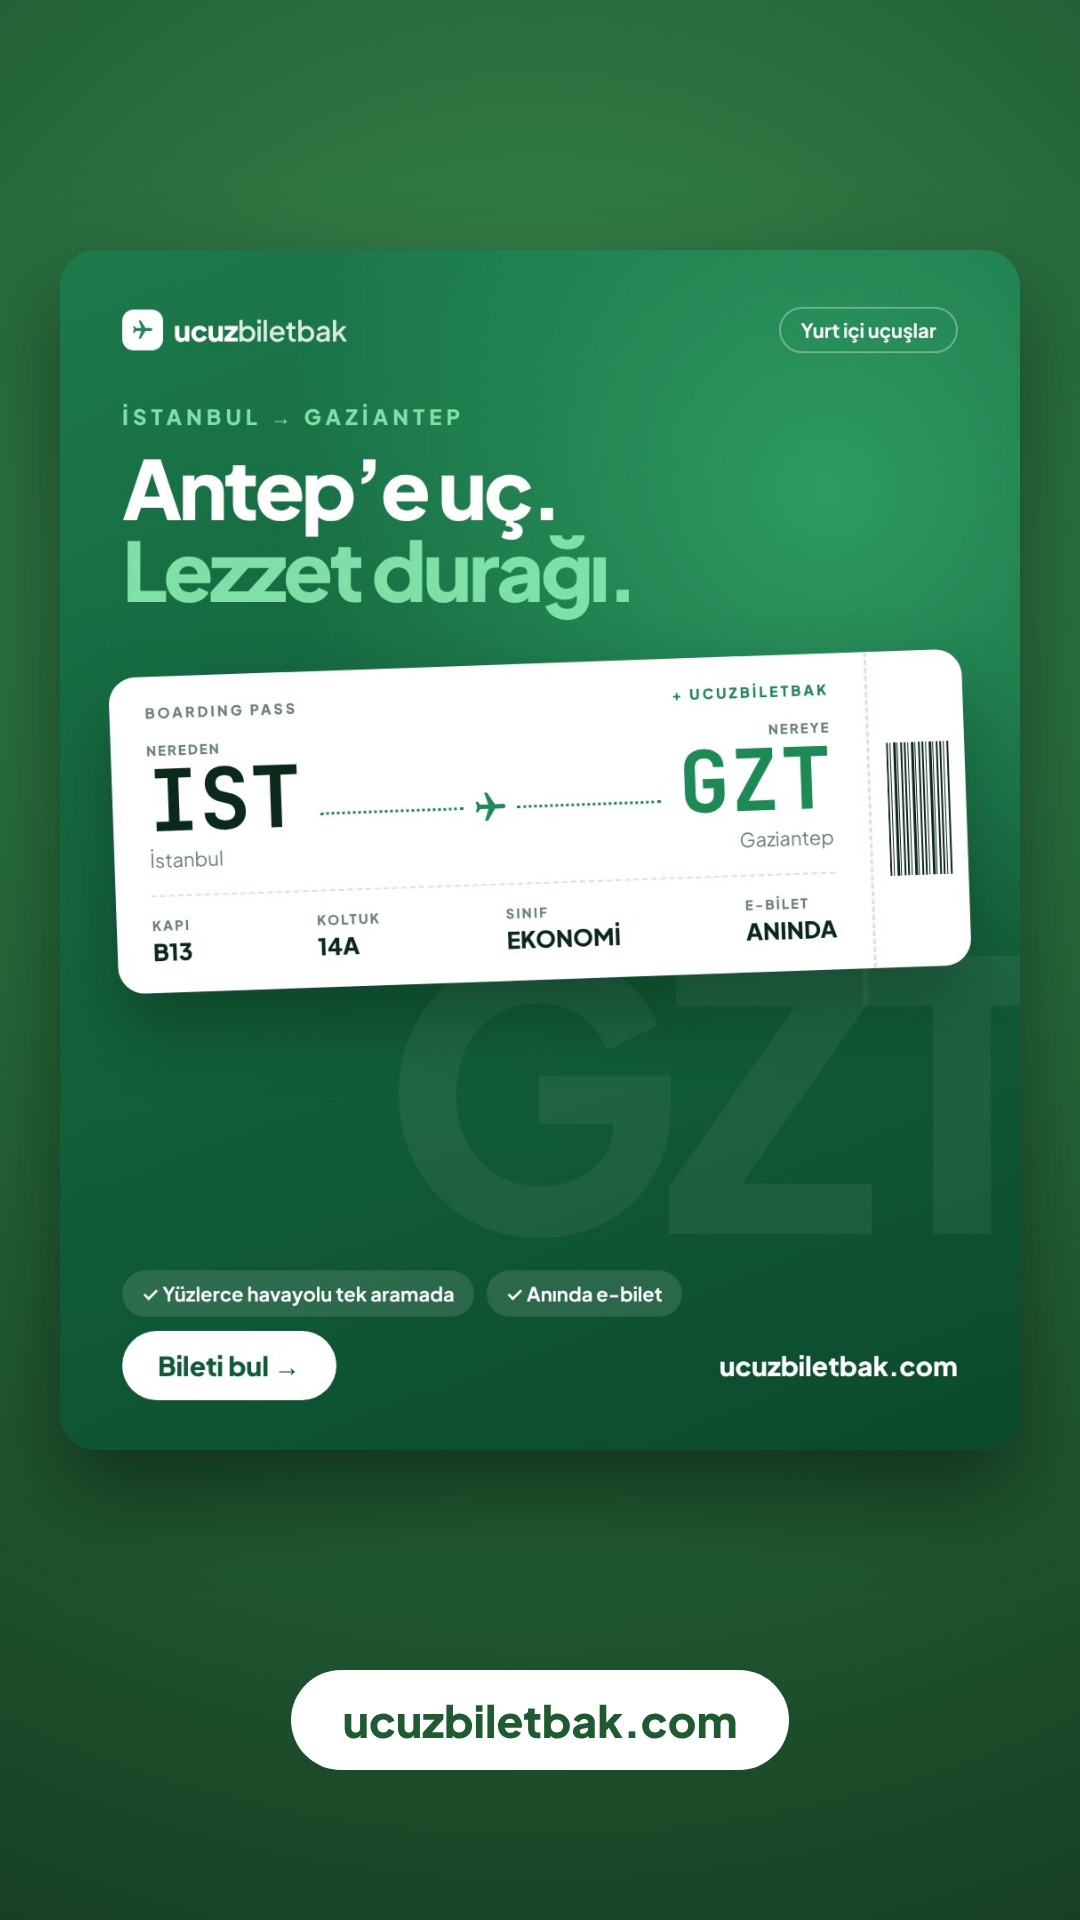 ucuzbiletbak
Yurt içi uçuşlar
İSTANBUL → GAZİANTEP
Antep’e uç.
Lezzet durağı.
BOARDING PASS
+ UCUZBİLETBAK
NEREDEN
NEREYE
IST
GZT
İstanbul
Gaziantep
KAPI
KOLTUK
SINIF
E-BİLET
B13
14A
EKONOMİ
ANINDA
GZT
✓ Yüzlerce havayolu tek aramada
✓ Anında e-bilet
Bileti bul →
ucuzbiletbak.com
ucuzbiletbak.com